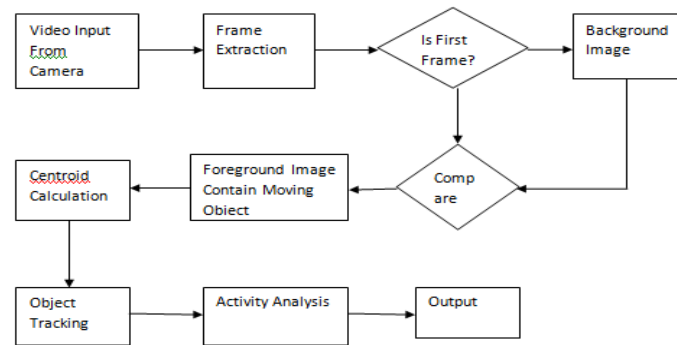 Video Input
From
Camera
Frame
Extraction
Is First
Frame?
Background
Image
Comp
are
Foreground Image
Contain Moving
Object
Centroid
Calculation
Object
Tracking
Activity Analysis
Output